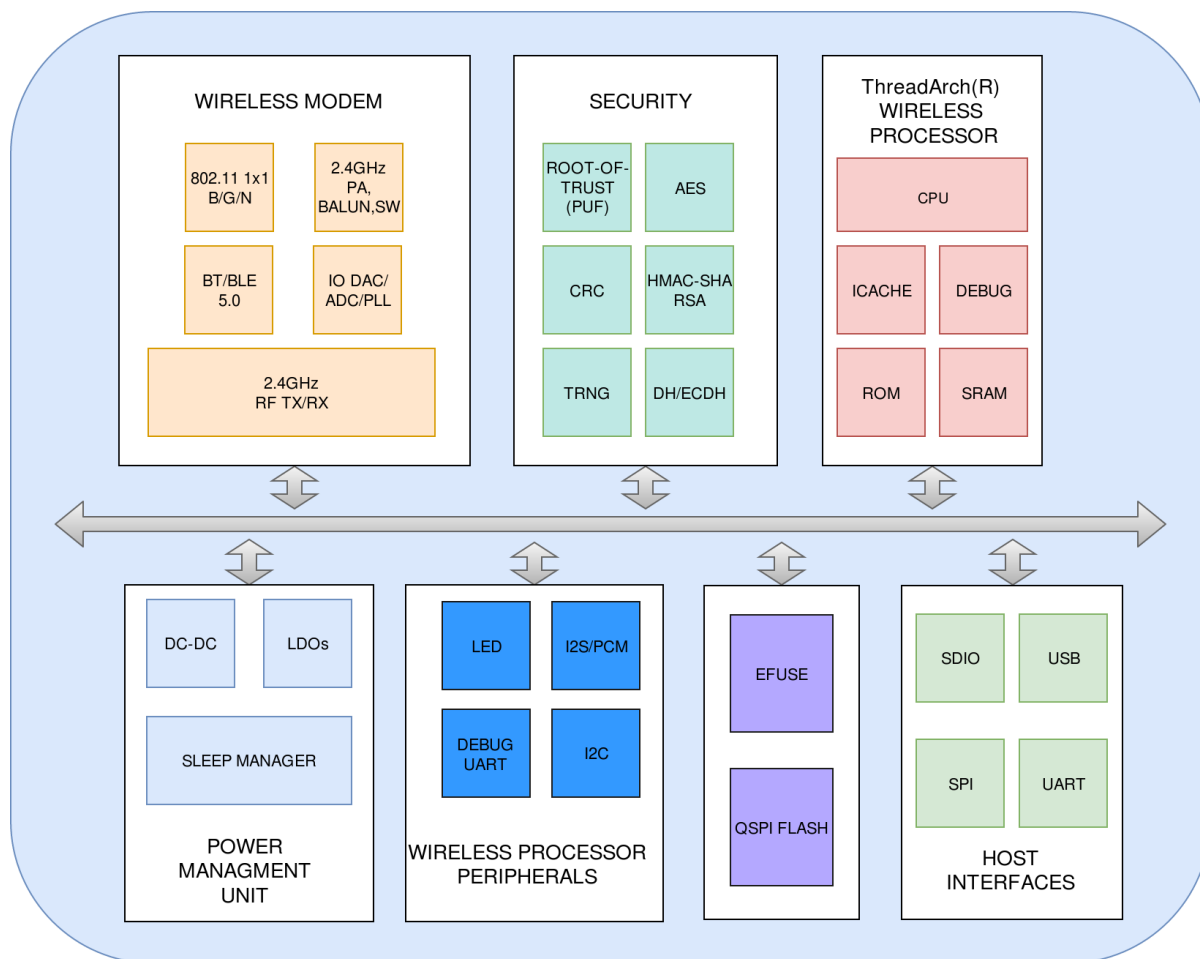 WIRELESS MODEM
802.11 1x1
B/G/N
2.4GHz
PA,
BALUN,SW
BT/BLE
5.0
IO DAC/
ADC/PLL
2.4GHz
RF TX/RX
SECURITY
ROOT-OF-
TRUST
(PUF)
AES
CRC
HMAC-SHA
RSA
TRNG
DH/ECDH
ThreadArch(R)
WIRELESS
PROCESSOR
CPU
ICACHE
DEBUG
ROM
SRAM
DC-DC
LDOs
SLEEP MANAGER
POWER
MANAGMENT
UNIT
LED
I2S/PCM
DEBUG
UART
I2C
WIRELESS PROCESSOR
PERIPHERALS
EFUSE
QSPI FLASH
SDIO
USB
SPI
UART
HOST
INTERFACES